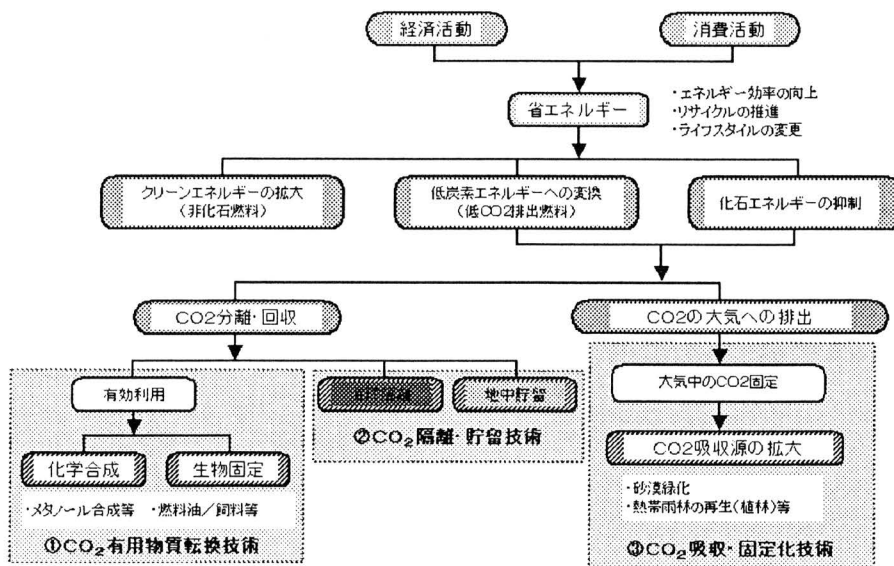 経済活動
消費活動
省エネルギー
・エネルギー効率の向上
・リサイクルの推進
・ライフスタイルの変更
クリーンエネルギーの拡大
（非化石燃料）
低炭素エネルギーへの変換
（低CO2排出燃料）
化石エネルギーの抑制
CO2分離・回収
CO2の大気への排出
有効利用
地中貯留
大気中のCO2固定
②CO₂隔離・貯留技術
化学合成
生物固定
CO2吸収源の拡大
・メタノール合成等
・燃料油／飼料等
・砂漠緑化
・熱帯雨林の再生（植林）等
①CO₂有用物質転換技術
③CO₂吸収・固定化技術